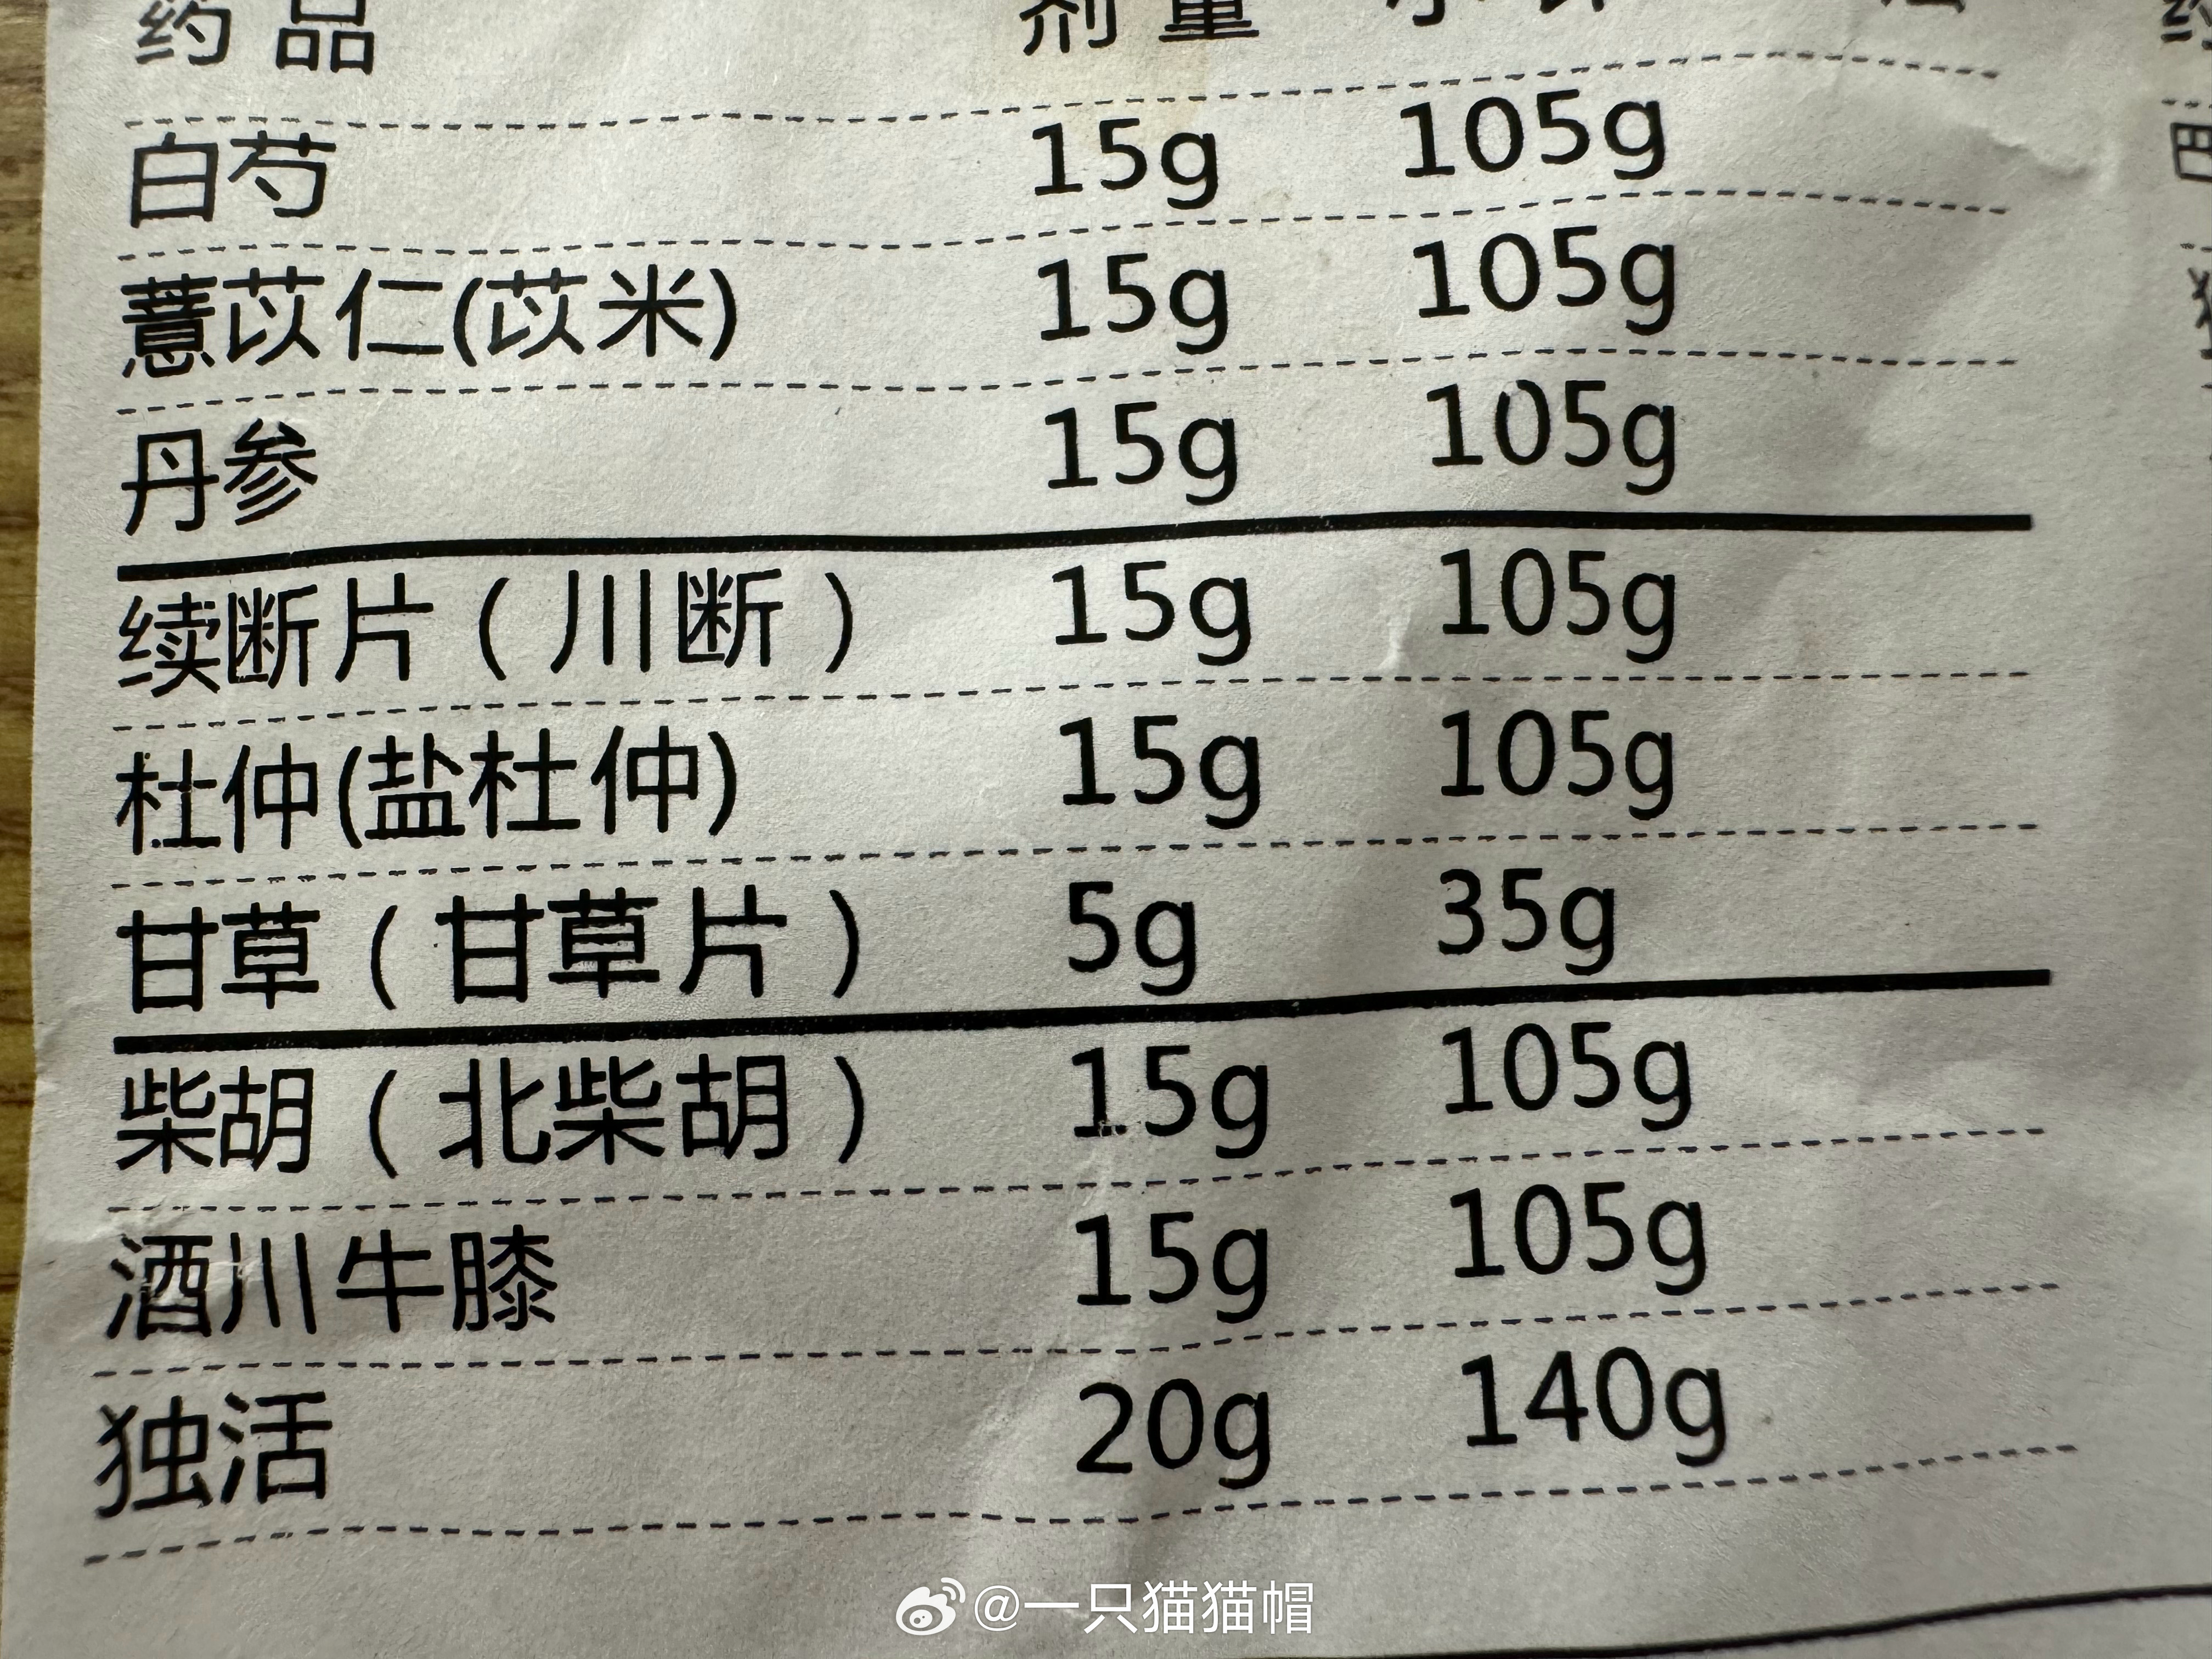 药品 剂量
白芍 15g 105g
薏苡仁(苡米) 15g 105g
丹参 15g 105g
续断片（川断） 15g 105g
杜仲(盐杜仲) 15g 105g
甘草（甘草片） 5g 35g
柴胡（北柴胡） 15g 105g
酒川牛膝 15g 105g
独活 20g 140g
@一只猫猫帽